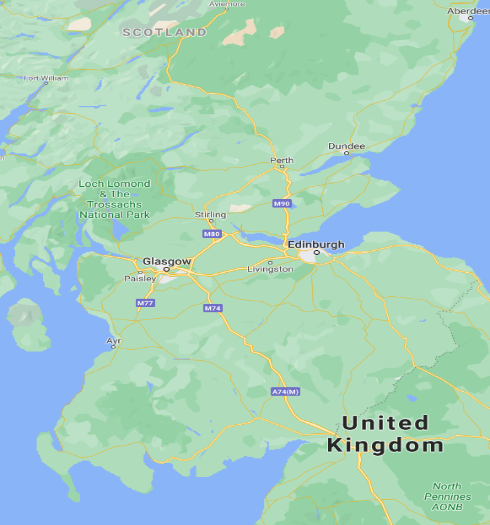 Aviemore
Aberdeen
SCOTLAND
Fort William
Dundee
Perth
Loch Lomond
& The
Trossachs
National Park
M90
Stirling
M80
Edinburgh
Glasgow
Livingston
Paisley
M77
M74
Ayr
A74(M)
United
Kingdom
North
Pennines
AONB